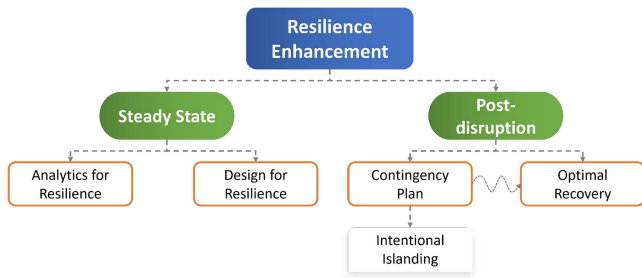 Resilience
Enhancement
Steady State
Post-
disruption
Analytics for
Resilience
Design for
Resilience
Contingency
Plan
Optimal
Recovery
Intentional
Islanding